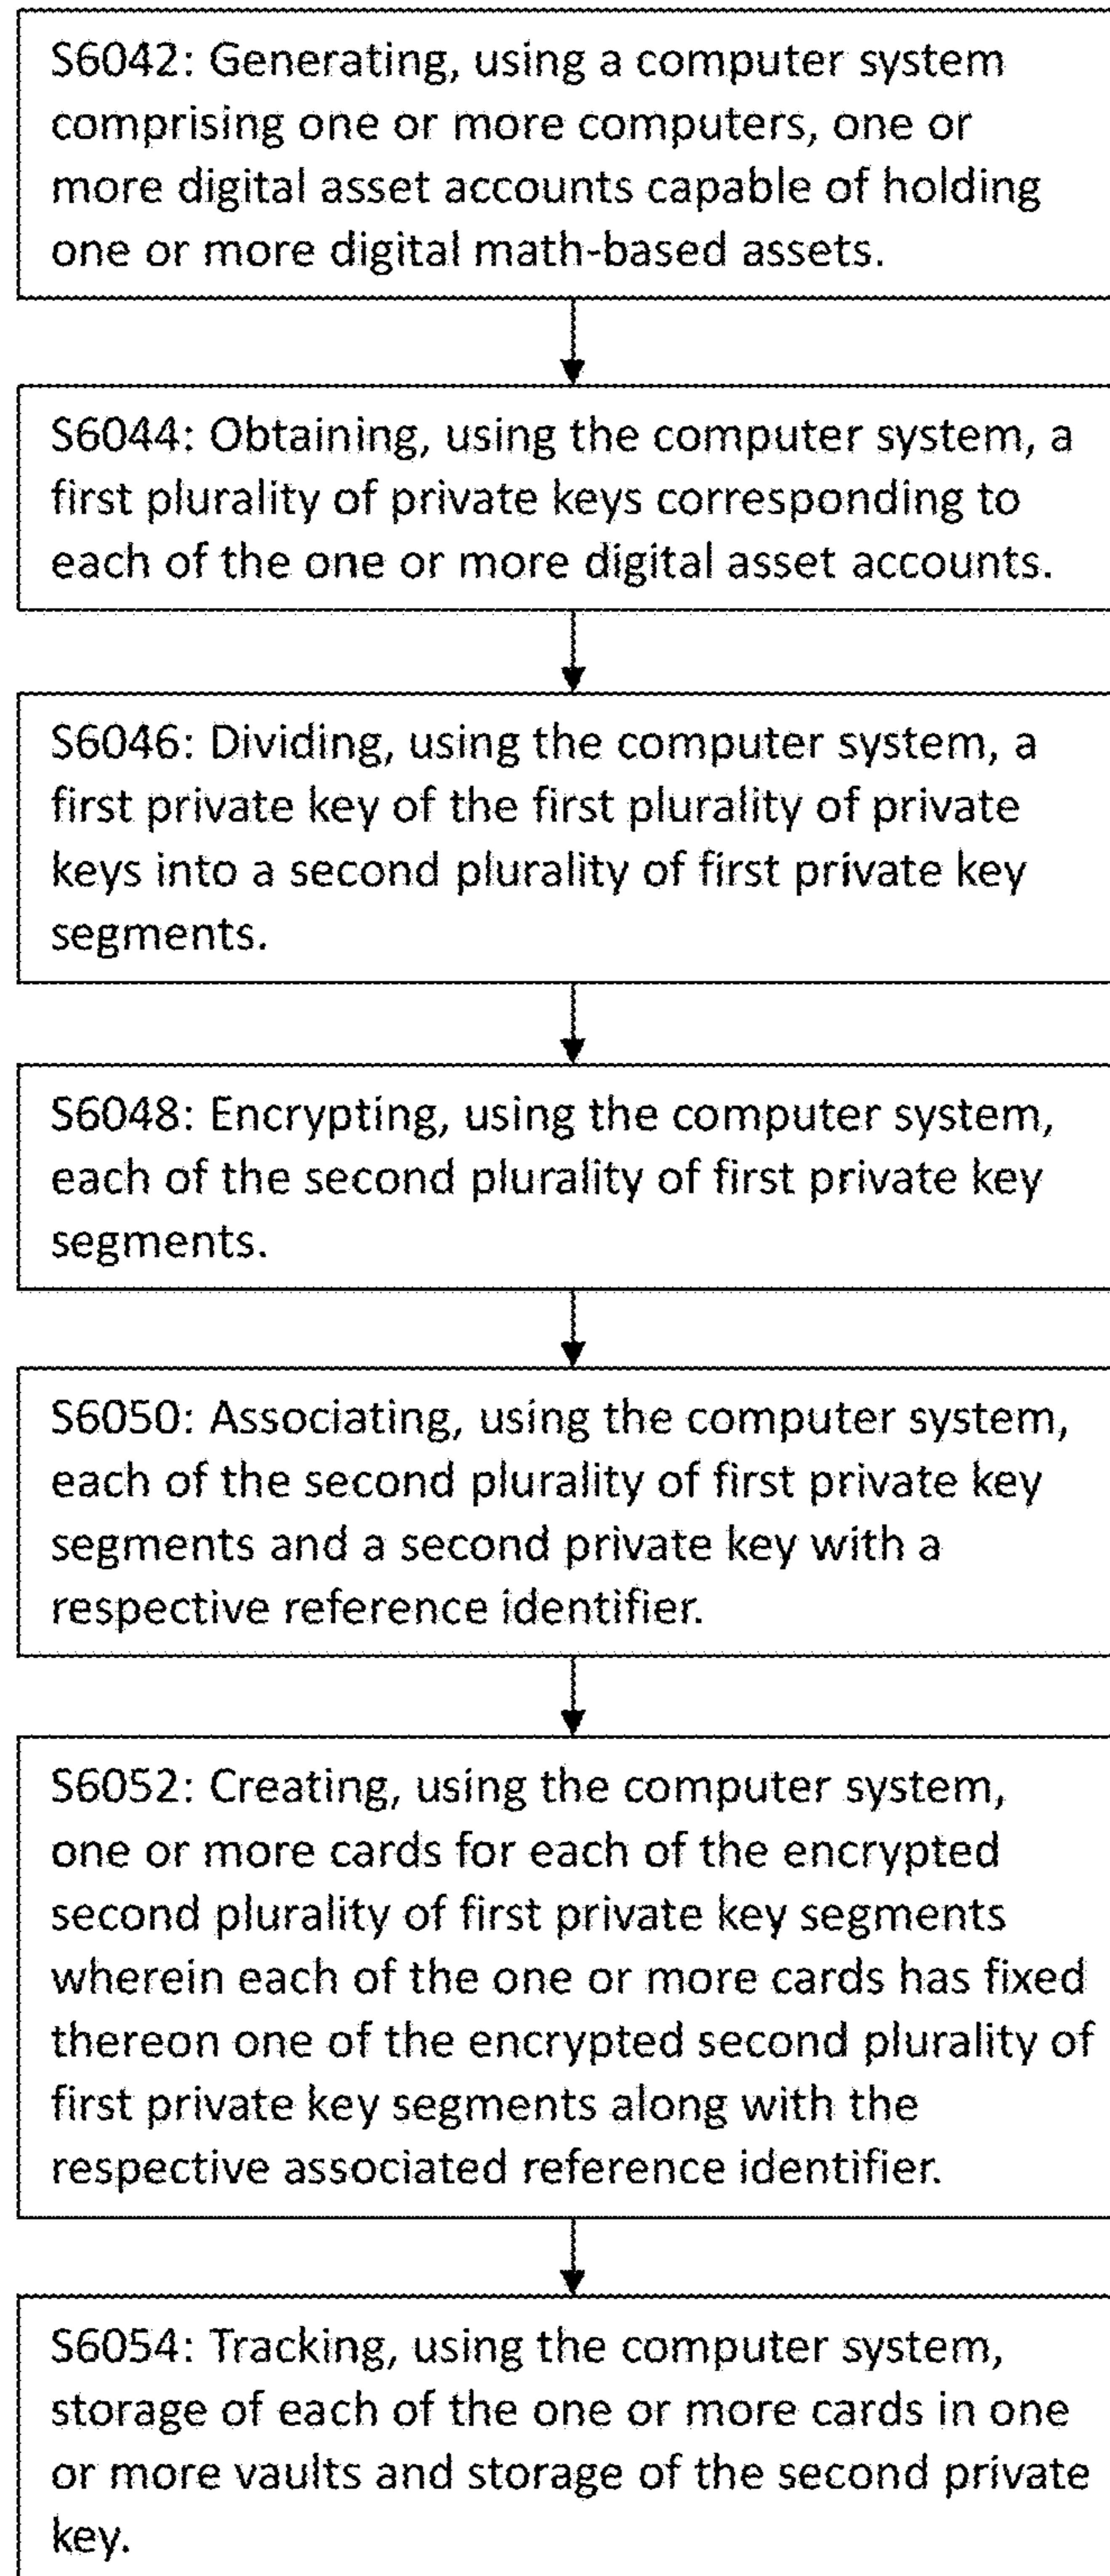 S6042: Generating, using a computer system
comprising one or more computers, one or
more digital asset accounts capable of holding
one or more digital math-based assets.
S6044: Obtaining, using the computer system, a
first plurality of private keys corresponding to
each of the one or more digital asset accounts.
S6046: Dividing, using the computer system, a
first private key of the first plurality of private
keys into a second plurality of first private key
segments.
S6048: Encrypting, using the computer system,
each of the second plurality of first private key
segments.
S6050: Associating, using the computer system,
each of the second plurality of first private key
segments and a second private key with a
respective reference identifier.
S6052: Creating, using the computer system,
one or more cards for each of the encrypted
second plurality of first private key segments
wherein each of the one or more cards has fixed
thereon one of the encrypted second plurality of
first private key segments along with the
respective associated reference identifier.
S6054: Tracking, using the computer system,
storage of each of the one or more cards in one
or more vaults and storage of the second private
key.